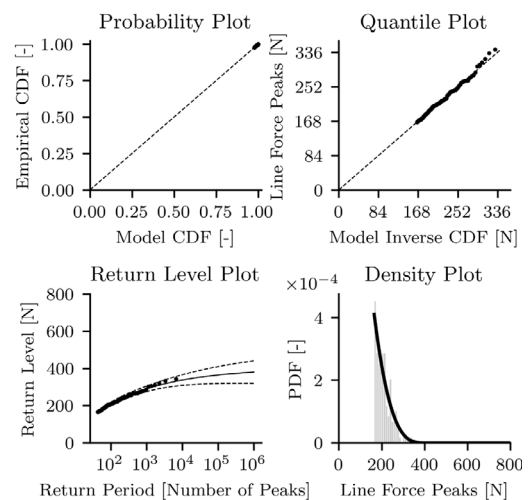 Probability Plot
Empirical CDF [-]
1.00
0.75
0.50
0.25
0.00
0.00 0.25 0.50 0.75 1.00
Model CDF [-]
Quantile Plot
Line Force Peaks [N]
336
252
168
84
0
0 84 168 252 336
Model Inverse CDF [N]
Return Level Plot
Return Level [N]
800
600
400
200
0
10² 10³ 10⁴ 10⁵ 10⁶
Return Period [Number of Peaks]
Density Plot
×10⁻⁴
PDF [-]
4
2
0
0 200 400 600 800
Line Force Peaks [N]